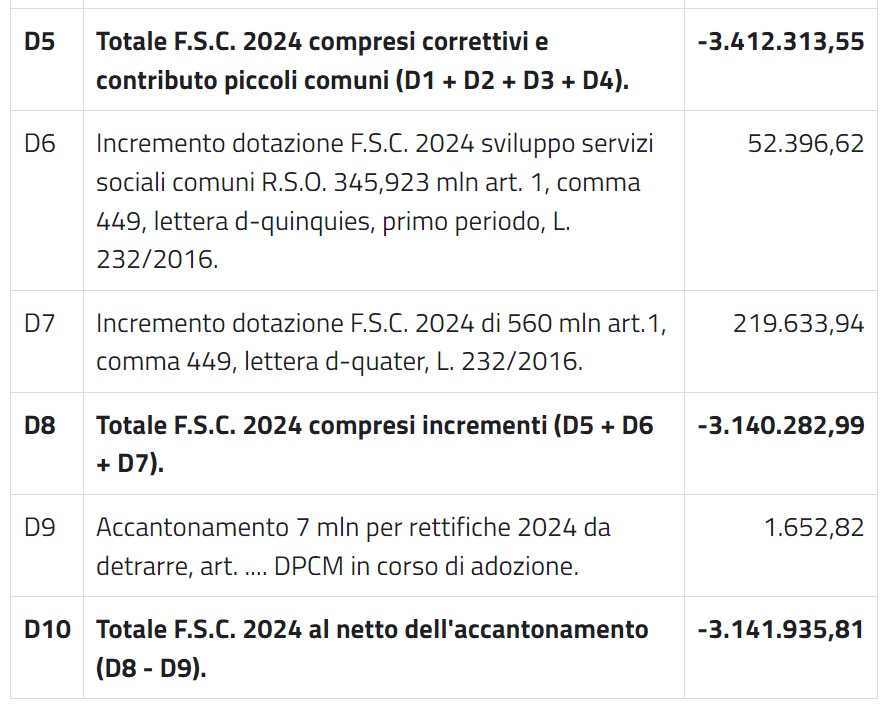 D5 Totale F.S.C. 2024 compresi correttivi e -3.412.313,55
contributo piccoli comuni (D1 + D2 + D3 + D4).
D6 Incremento dotazione F.S.C. 2024 sviluppo servizi 52.396,62
sociali comuni R.S.O. 345,923 mln art. 1, comma
449, lettera d-quinquies, primo periodo, L.
232/2016.
D7 Incremento dotazione F.S.C. 2024 di 560 mln art.1, 219.633,94
comma 449, lettera d-quater, L. 232/2016.
D8 Totale F.S.C. 2024 compresi incrementi (D5 + D6 -3.140.282,99
+ D7).
D9 Accantonamento 7 mln per rettifiche 2024 da 1.652,82
detrarre, art. .... DPCM in corso di adozione.
D10 Totale F.S.C. 2024 al netto dell'accantonamento -3.141.935,81
(D8 - D9).